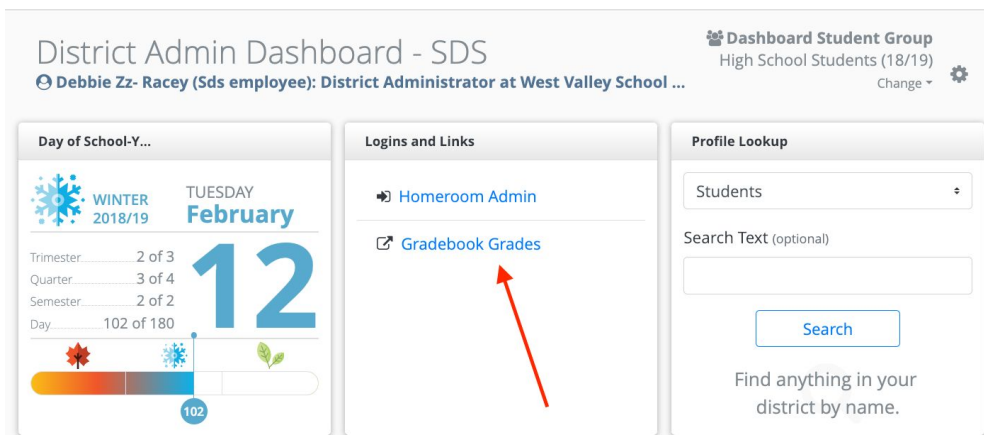 District Admin Dashboard - SDS
Debbie Zz- Racey (Sds employee): District Administrator at West Valley School ...
Dashboard Student Group
High School Students (18/19)
Change
Day of School-Y...
WINTER
2018/19
TUESDAY
February
12
Trimester 2 of 3
Quarter 3 of 4
Semester 2 of 2
Day 102 of 180
102
Logins and Links
Homeroom Admin
Gradebook Grades
Profile Lookup
Students
Search Text (optional)
Search
Find anything in your
district by name.